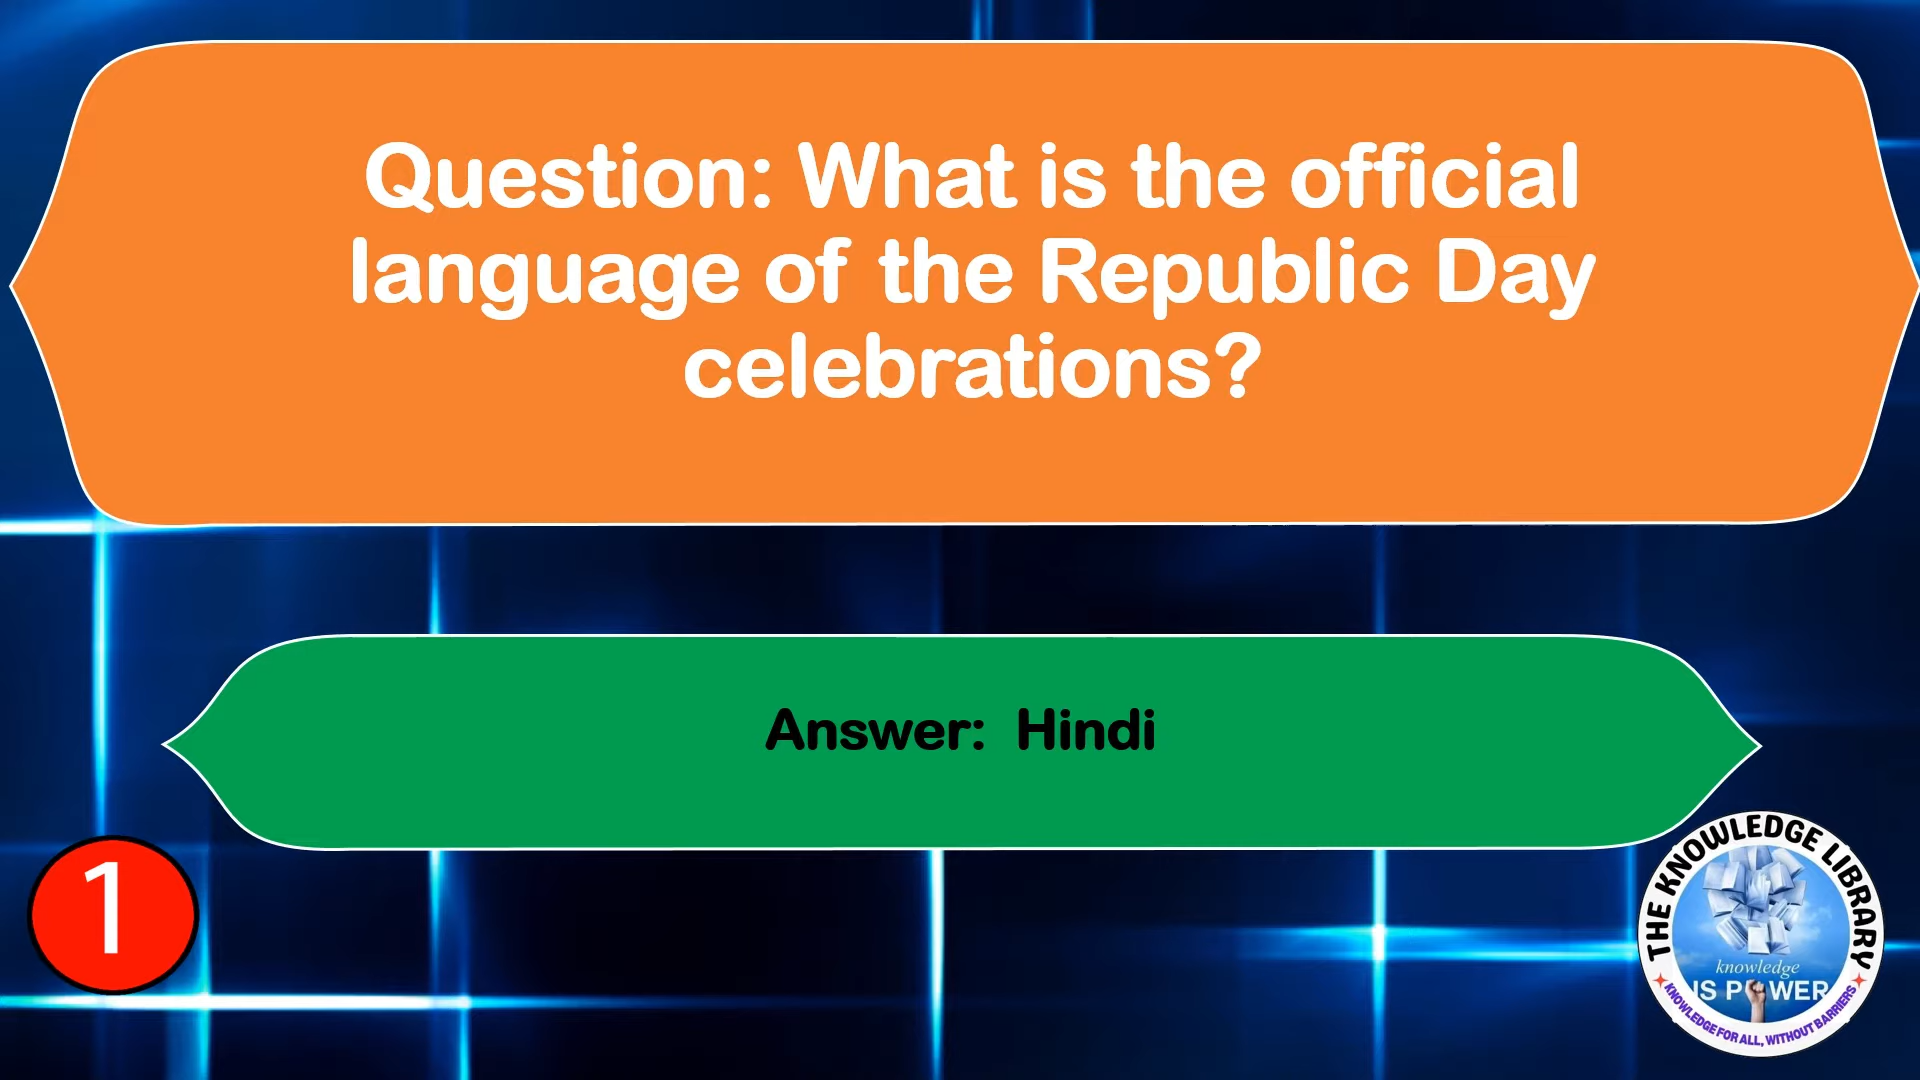 Question: What is the official
language of the Republic Day
celebrations?
Answer: Hindi
1
THE KNOWLEDGE LIBRARY
knowledge
IS POWER
KNOWLEDGE FOR ALL, WITHOUT BARRIERS